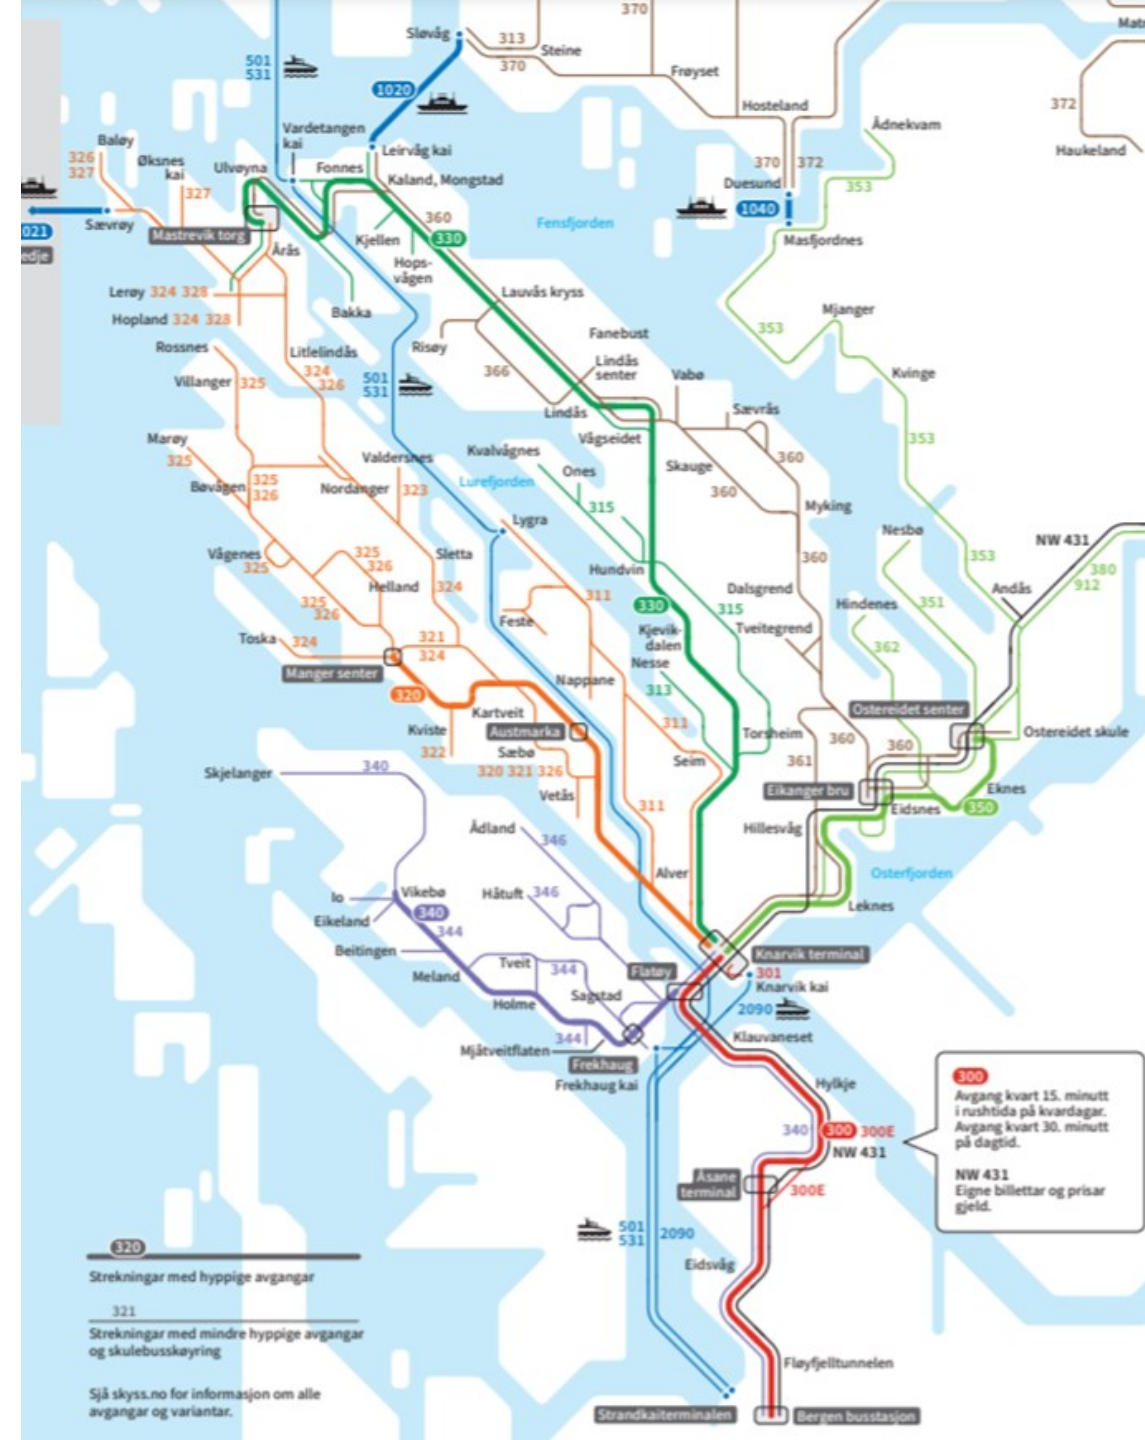 370
Sløvåg
313
Steine
370
Frøyset
501
531
1020
Hosteland
372
Ådnekvam
Haukeland
Vardetangen
kai
Leirvåg kai
Baløy
326
327
Øksnes
kai
327
Ulvøyna
Fonnes
Kaland, Mongstad
370
372
Duesund
353
1040
021
edje
Sævrøy
Mastrevik torg
Årås
Kjellen
360
330
Fensfjorden
Masfjordnes
Hops-
vågen
Lerøy 324 328
Bakka
Lauvås kryss
Hopland 324 328
Mjanger
353
Rossnes
Litlelindås
Risøy
Fanebust
Villanger
325
324
326
501
531
366
Lindås
senter
Vabø
Kvinge
Lindås
Sævrås
Marøy
325
Vågseidet
353
Valdersnes
Kvalvågnes
Ones
Skauge
360
Bøvågen
325
326
Nordanger
323
Lurefjorden
315
360
Myking
Lygra
Nesbø
NW 431
Vågenes
325
325
326
Sletta
Hundvin
360
353
380
912
Helland
324
311
Dalsgrend
Andås
325
326
330
315
Hindenes
351
Feste
Kjevik-
dalen
Tveitegrend
Toska
324
321
324
Nesse
362
Manger senter
313
320
Nappane
Ostereidet senter
Kviste
Kartveit
Austmarka
311
Torsheim
360
360
Ostereidet skule
322
Sæbø
Seim
361
Skjelanger
340
320 321 326
Eikanger bru
Eknes
Vetås
311
Eidsnes
350
Ådland
346
Hillesvåg
Alver
Osterfjorden
Io
Vikebø
Håtuft
346
Leknes
340
Eikeland
344
Beitingen
Tveit
344
Flatøy
Knarvik terminal
Meland
301
Knarvik kai
Holme
Sagstad
2090
344
Klauvaneset
Mjåtveitflaten
Frekhaug
Frekhaug kai
Hylkje
340
300
300E
NW 431
300
Avgang kvart 15. minutt
i rushtida på kvardagar.
Avgang kvart 30. minutt
på dagtid.
NW 431
Eigne billettar og prisar
gjeld.
Åsane
terminal
300E
501
531
2090
Eidsvåg
320
Strekningar med hyppige avgangar
321
Strekningar med mindre hyppige avgangar
og skulebusskøyring
Sjå skyss.no for informasjon om alle
avgangar og variantar.
Fløyfjelltunnelen
Strandkaiterminalen
Bergen busstasjon